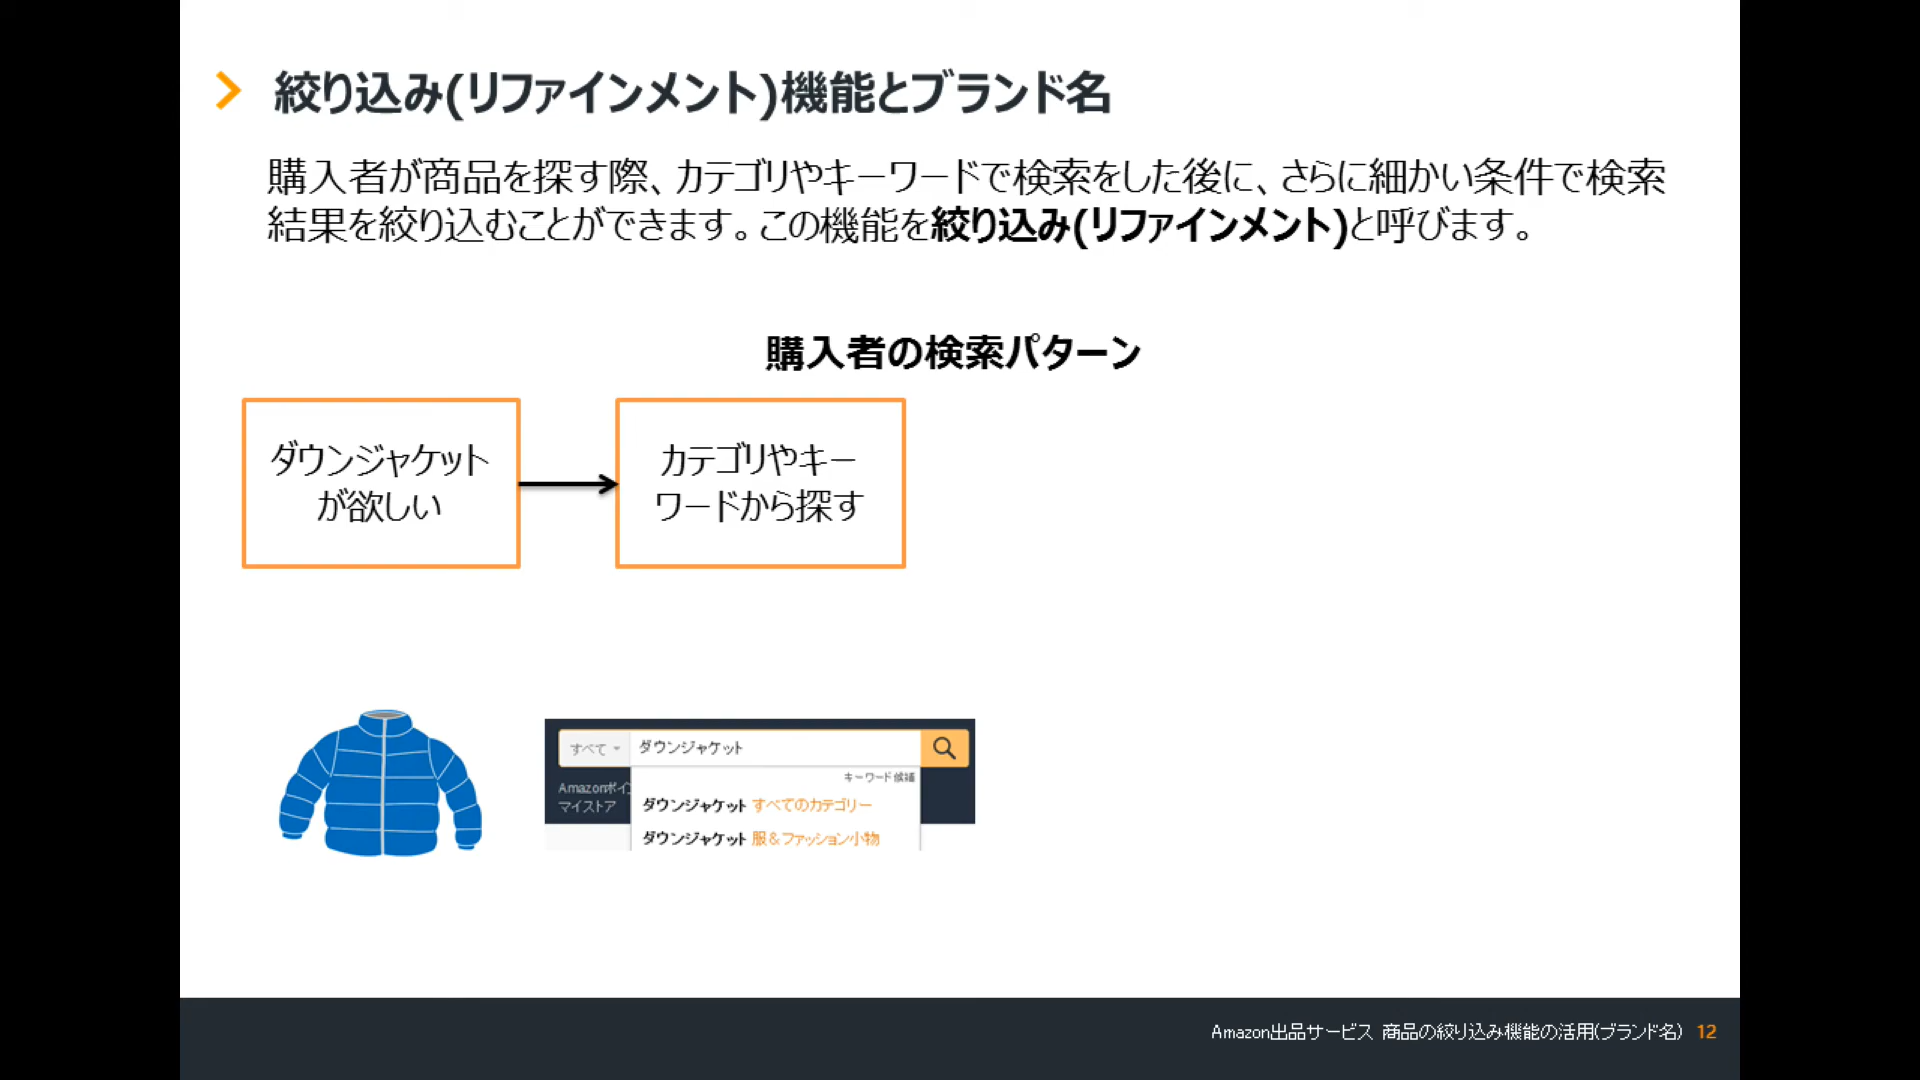 絞り込み(リファインメント)機能とブランド名
購入者が商品を探す際、カテゴリやキーワードで検索をした後に、さらに細かい条件で検索
結果を絞り込むことができます。この機能を絞り込み(リファインメント)と呼びます。
購入者の検索パターン
ダウンジャケット
が欲しい
カテゴリやキー
ワードから探す
すべて ダウンジャケット
キーワード候補
Amazonポイン
マイストア
ダウンジャケット すべてのカテゴリー
ダウンジャケット 服&ファッション小物
Amazon出品サービス 商品の絞り込み機能の活用(ブランド名) 12